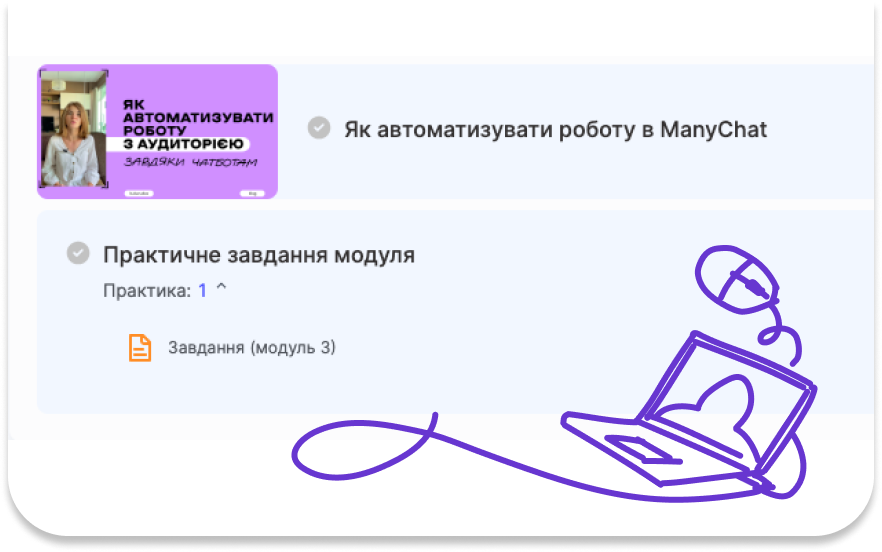 ЯК
АВТОМАТИЗУВАТИ
РОБОТУ
З АУДИТОРІЄЮ
ЗАВДЯКИ ЧАТБОТАМ
Як автоматизувати роботу в ManyChat
Практичне завдання модуля
Практика: 1
Завдання (модуль 3)